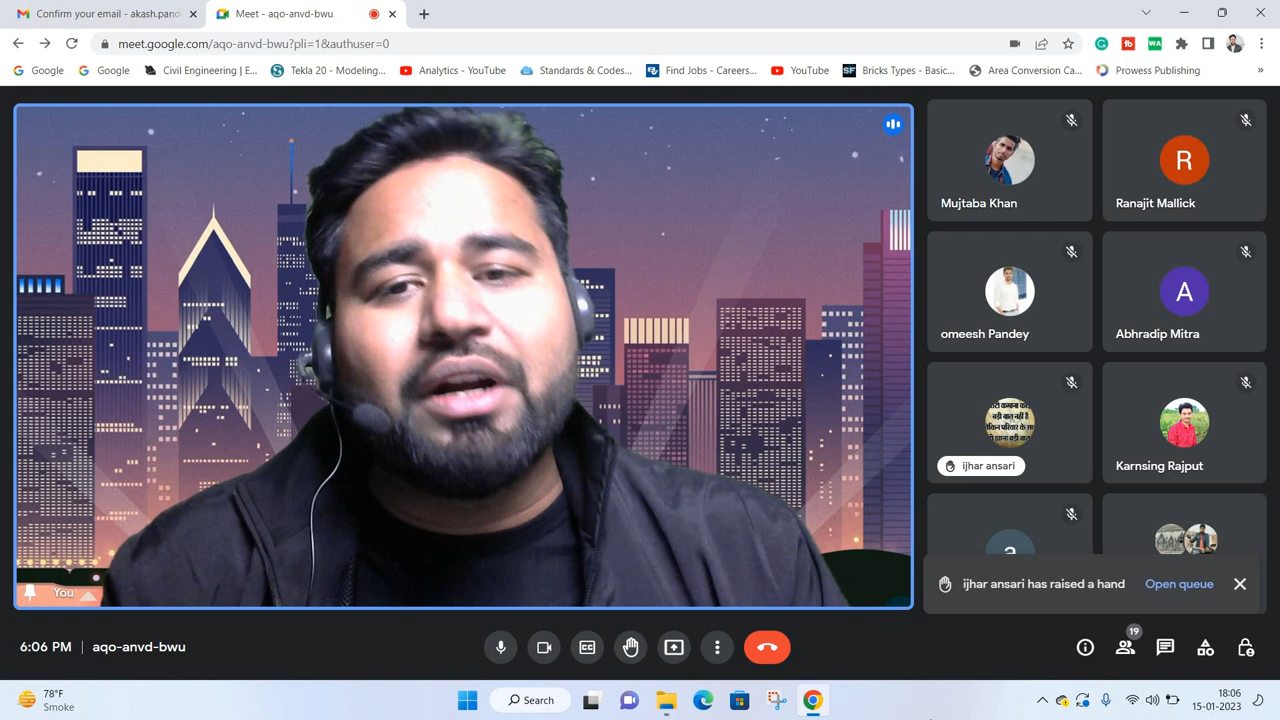 Confirm your email - akash.pand
Meet - aqo-anvd-bwu
meet.google.com/aqo-anvd-bwu?pli=1&authuser=0
Google
Google
Civil Engineering | E...
Tekla 20 - Modeling...
Analytics - YouTube
Standards & Codes...
Find Jobs - Careers...
YouTube
SF
Bricks Types - Basic...
Area Conversion Ca...
Prowess Publishing
»
WA
Mujtaba Khan
R
Ranajit Mallick
omeesh Pandey
A
Abhradip Mitra
बड़ी बात नहीं है
ijhar ansari
Karnsing Rajput
a
ijhar ansari has raised a hand
Open queue
You
6:06 PM | aqo-anvd-bwu
19
78°F
Smoke
Search
18:06
15-01-2023